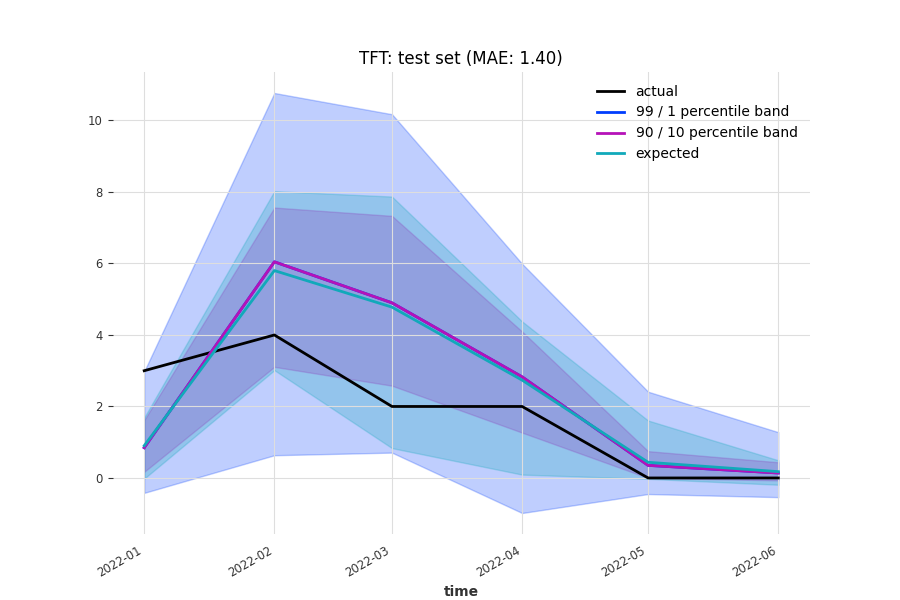 TFT: test set (MAE: 1.40)
actual
99 / 1 percentile band
90 / 10 percentile band
expected
10
8
6
4
2
0
2022-01
2022-02
2022-03
2022-04
2022-05
2022-06
time